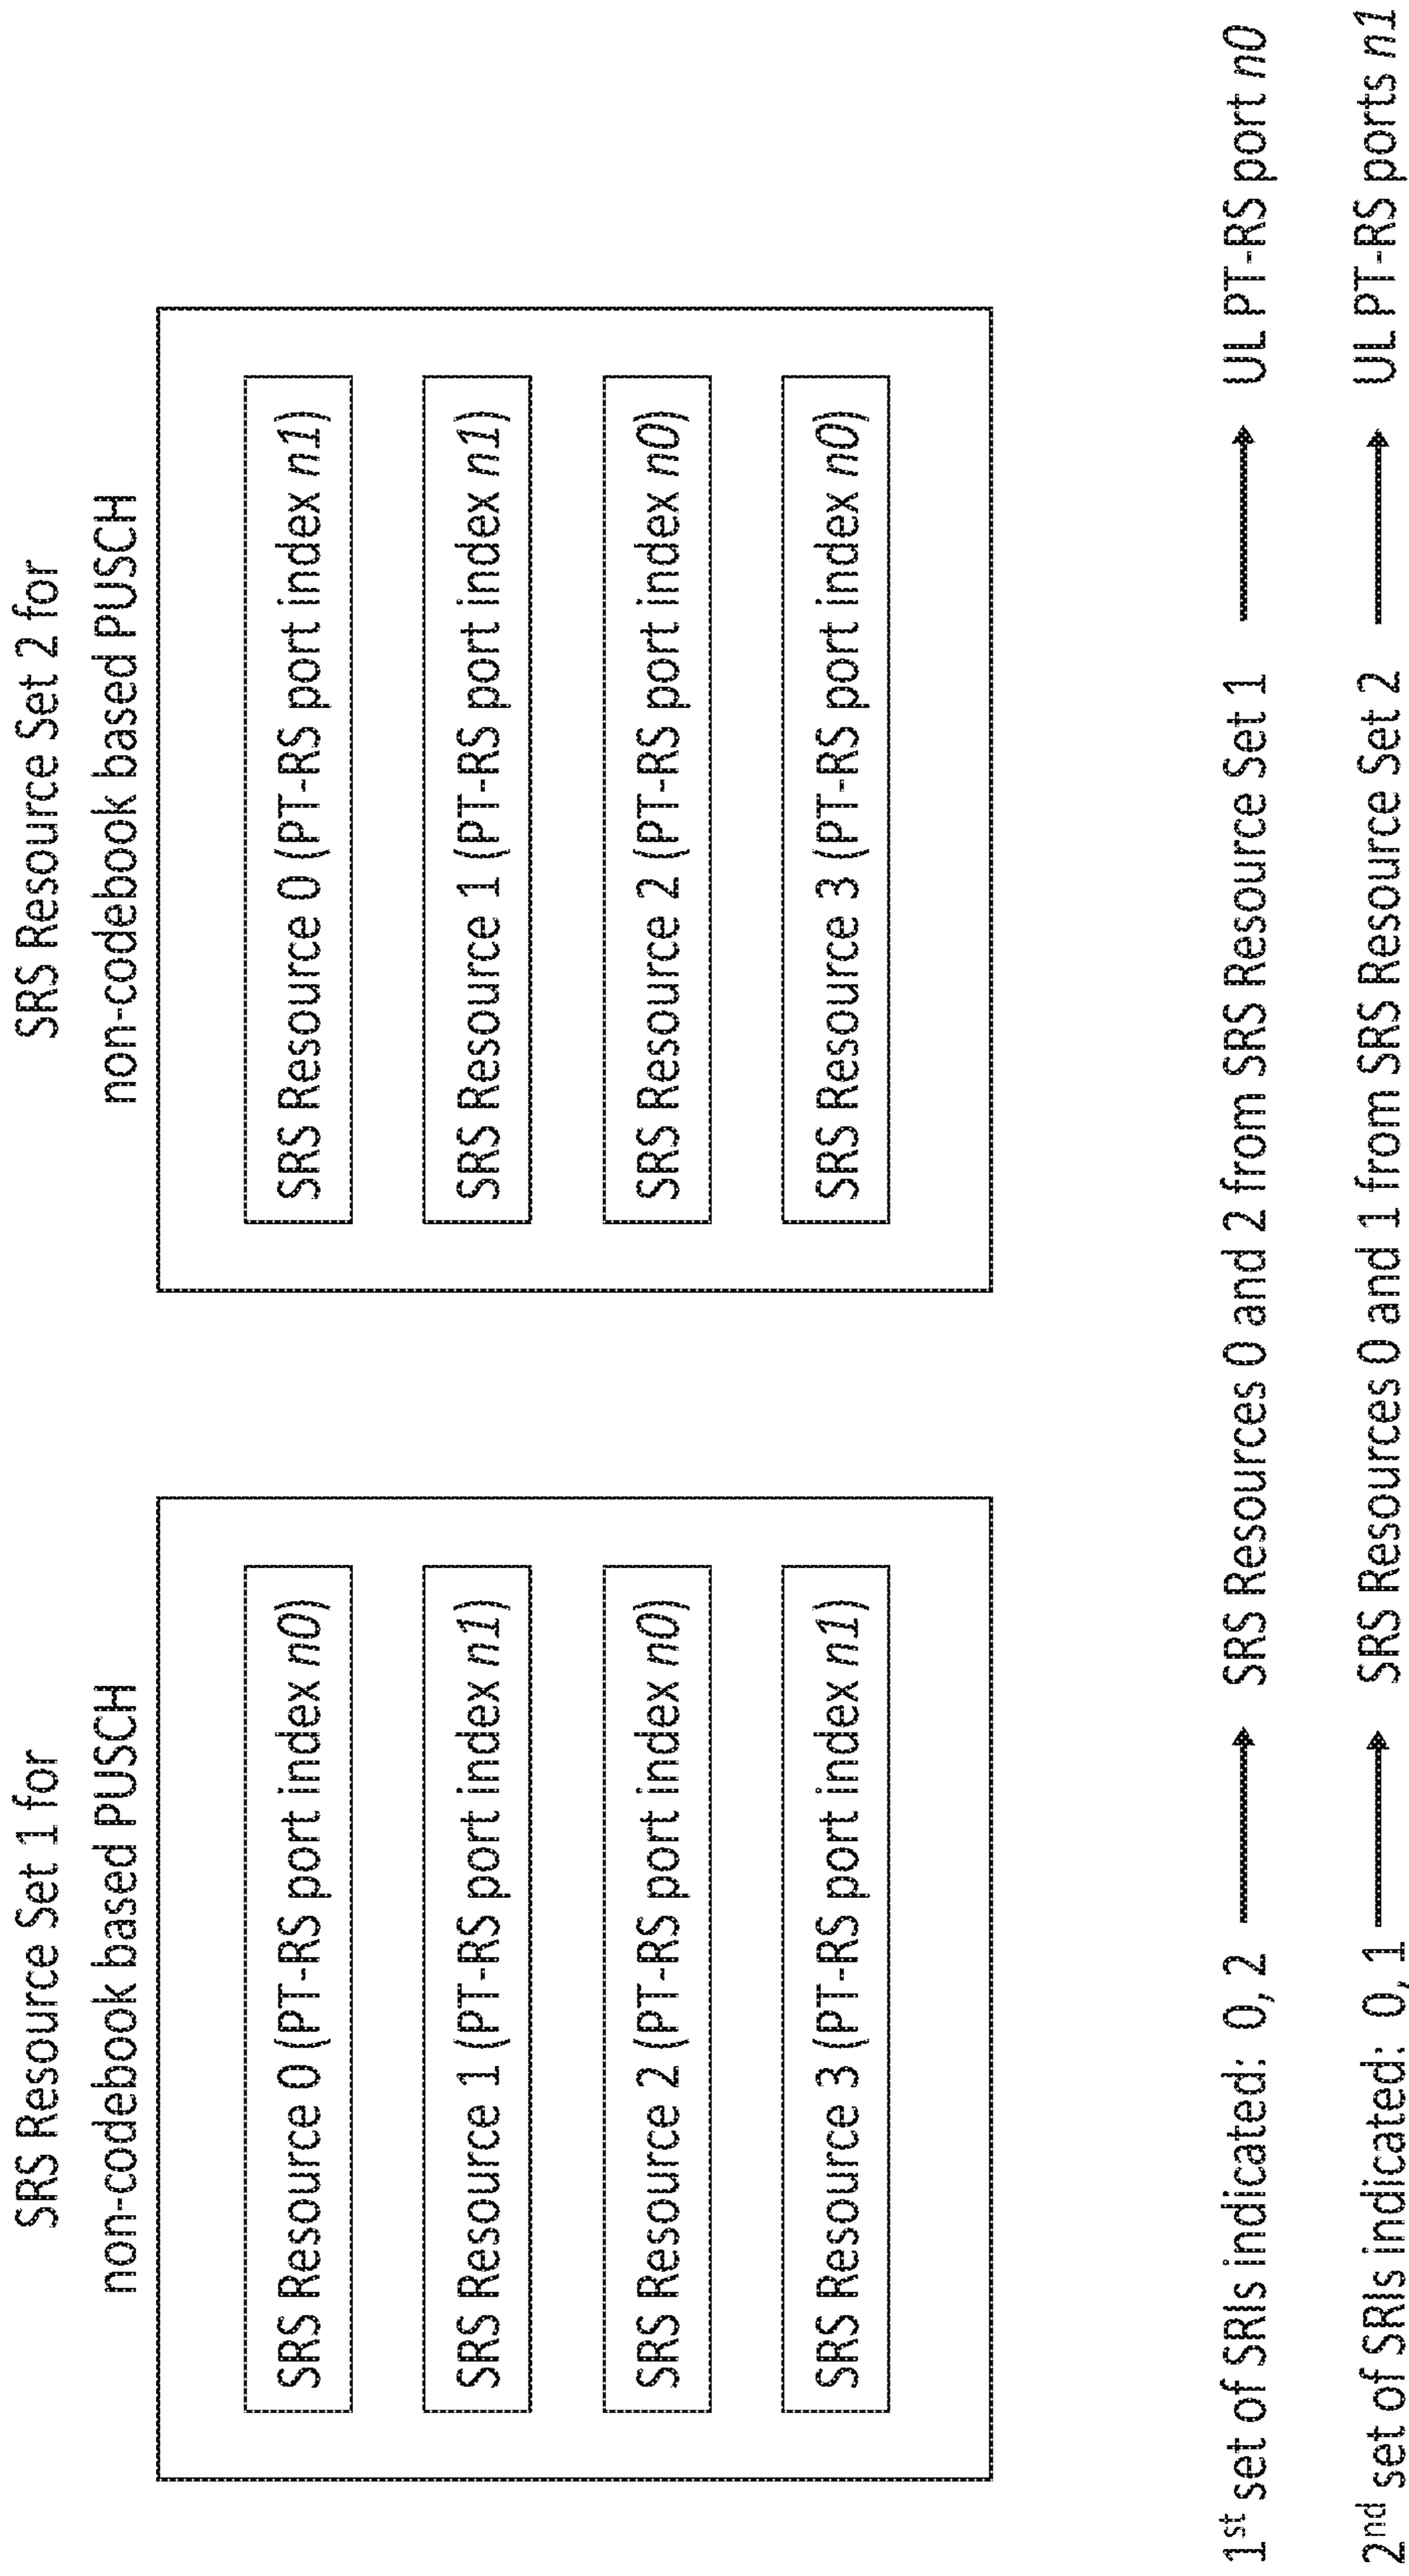 SRS Resource Set 1 for
non-codebook based PUSCH
SRS Resource 0 (PT-RS port index n0)
SRS Resource 1 (PT-RS port index n1)
SRS Resource 2 (PT-RS port index n0)
SRS Resource 3 (PT-RS port index n1)
SRS Resource Set 2 for
non-codebook based PUSCH
SRS Resource 0 (PT-RS port index n1)
SRS Resource 1 (PT-RS port index n1)
SRS Resource 2 (PT-RS port index n0)
SRS Resource 3 (PT-RS port index n0)
1st set of SRIs indicated: 0, 2 SRS Resources 0 and 2 from SRS Resource Set 1 UL PT-RS port n0
2nd set of SRIs indicated: 0, 1 SRS Resources 0 and 1 from SRS Resource Set 2 UL PT-RS ports n1